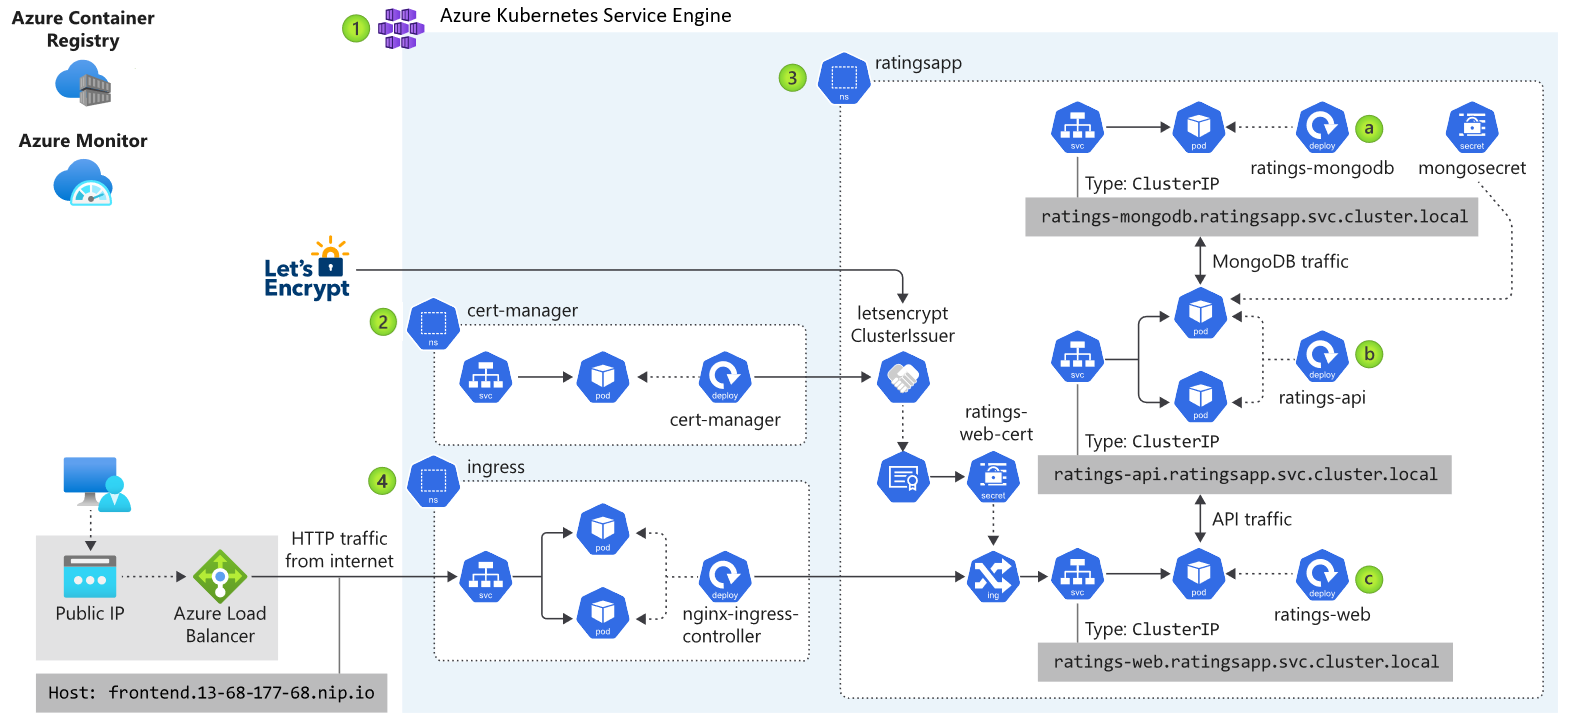 Azure Container
Registry
Azure Monitor
1
Azure Kubernetes Service Engine
3
ns
ratingsapp
svc
pod
deploy
a
ratings-mongodb
secret
mongosecret
Type: ClusterIP
ratings-mongodb.ratingsapp.svc.cluster.local
MongoDB traffic
Let's
Encrypt
2
ns
cert-manager
svc
pod
deploy
cert-manager
letsencrypt
ClusterIssuer
ratings-
web-cert
secret
pod
svc
pod
deploy
b
ratings-api
Type: ClusterIP
ratings-api.ratingsapp.svc.cluster.local
API traffic
4
ns
ingress
HTTP traffic
from internet
svc
pod
pod
deploy
nginx-ingress-
controller
Public IP
Azure Load
Balancer
Host: frontend.13-68-177-68.nip.io
ing
svc
pod
deploy
c
ratings-web
Type: ClusterIP
ratings-web.ratingsapp.svc.cluster.local